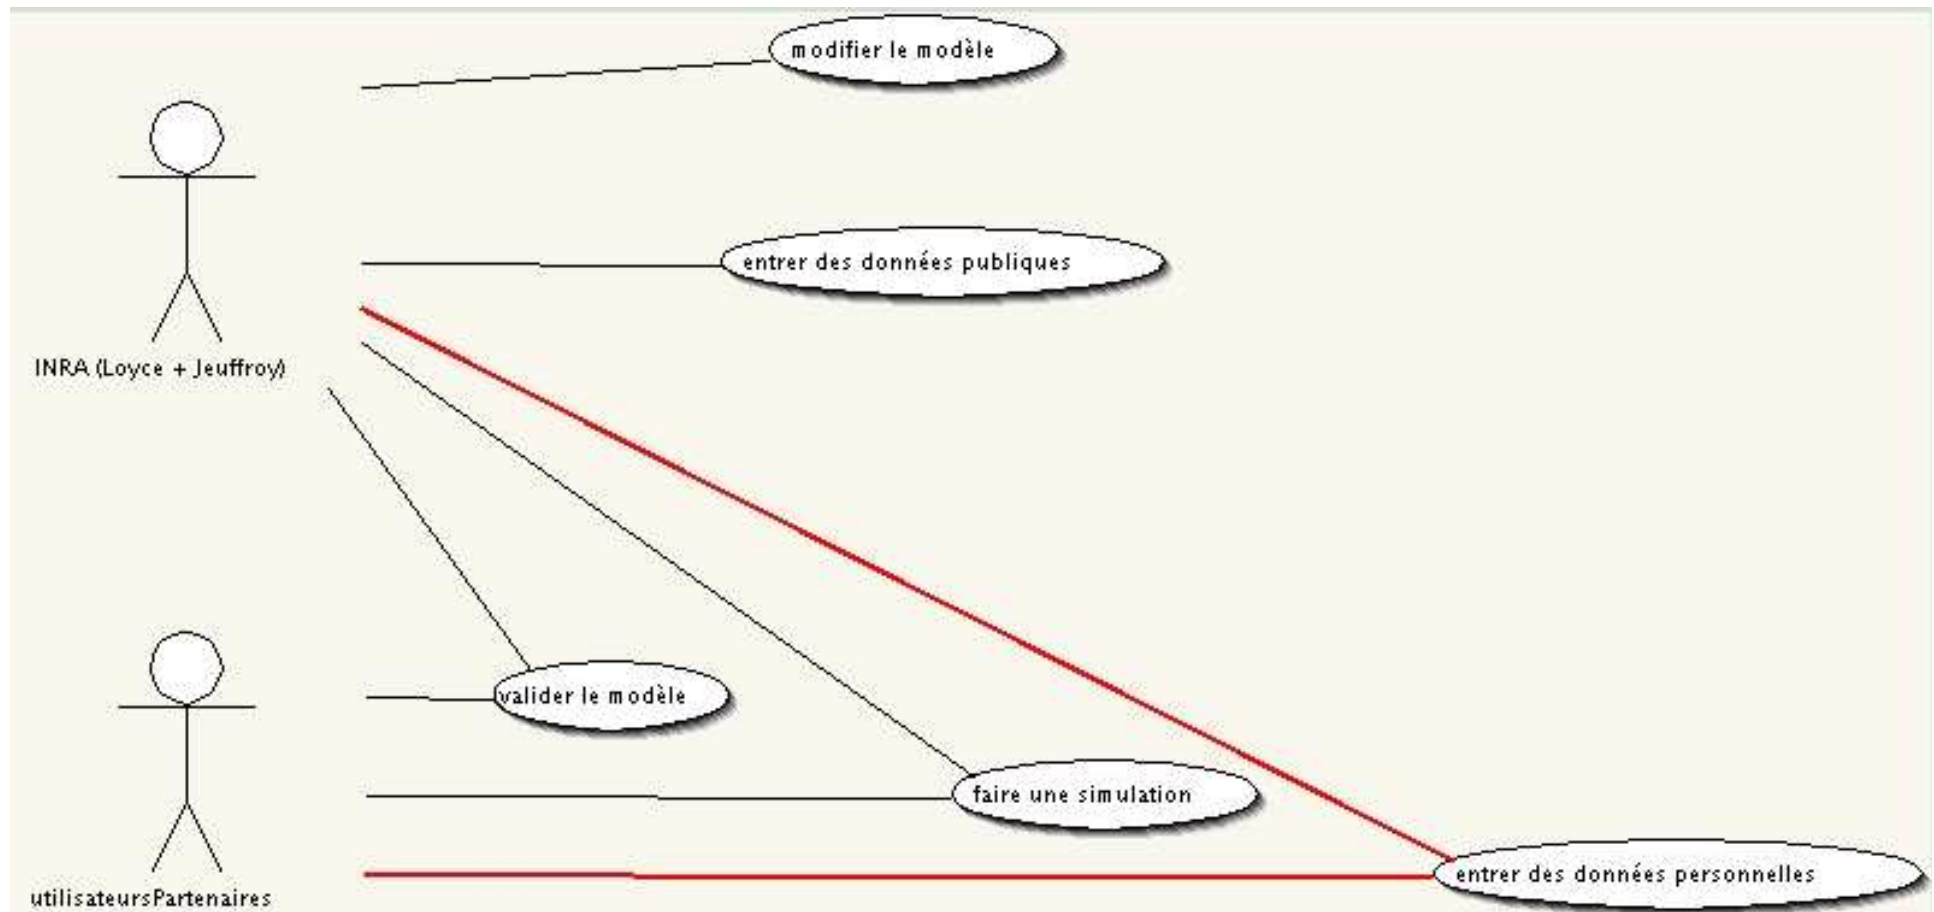 modifier le modèle
entrer des données publiques
INRA (Loyce + Jeuffroy)
valider le modèle
faire une simulation
entrer des données personnelles
utilisateursPartenaires